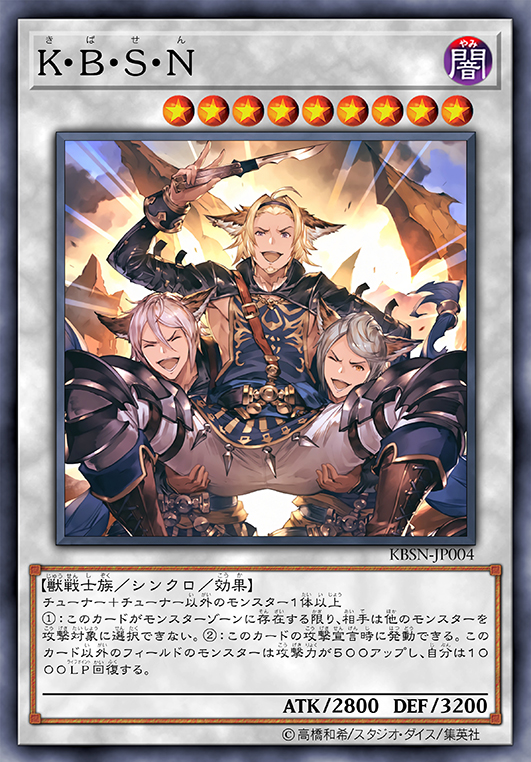 きばせん
K・B・S・N
やみ
闇
KBSN-JP004
【獣戦士族／シンクロ／効果】
チューナー＋チューナー以外のモンスター1体以上
①：このカードがモンスターゾーンに存在する限り、相手は他のモンスターを
攻撃対象に選択できない。②：このカードの攻撃宣言時に発動できる。この
カード以外のフィールドのモンスターは攻撃力が５００アップし、自分は１０
００ＬＰ回復する。
ATK/2800 DEF/3200
©高橋和希/スタジオ・ダイス/集英社